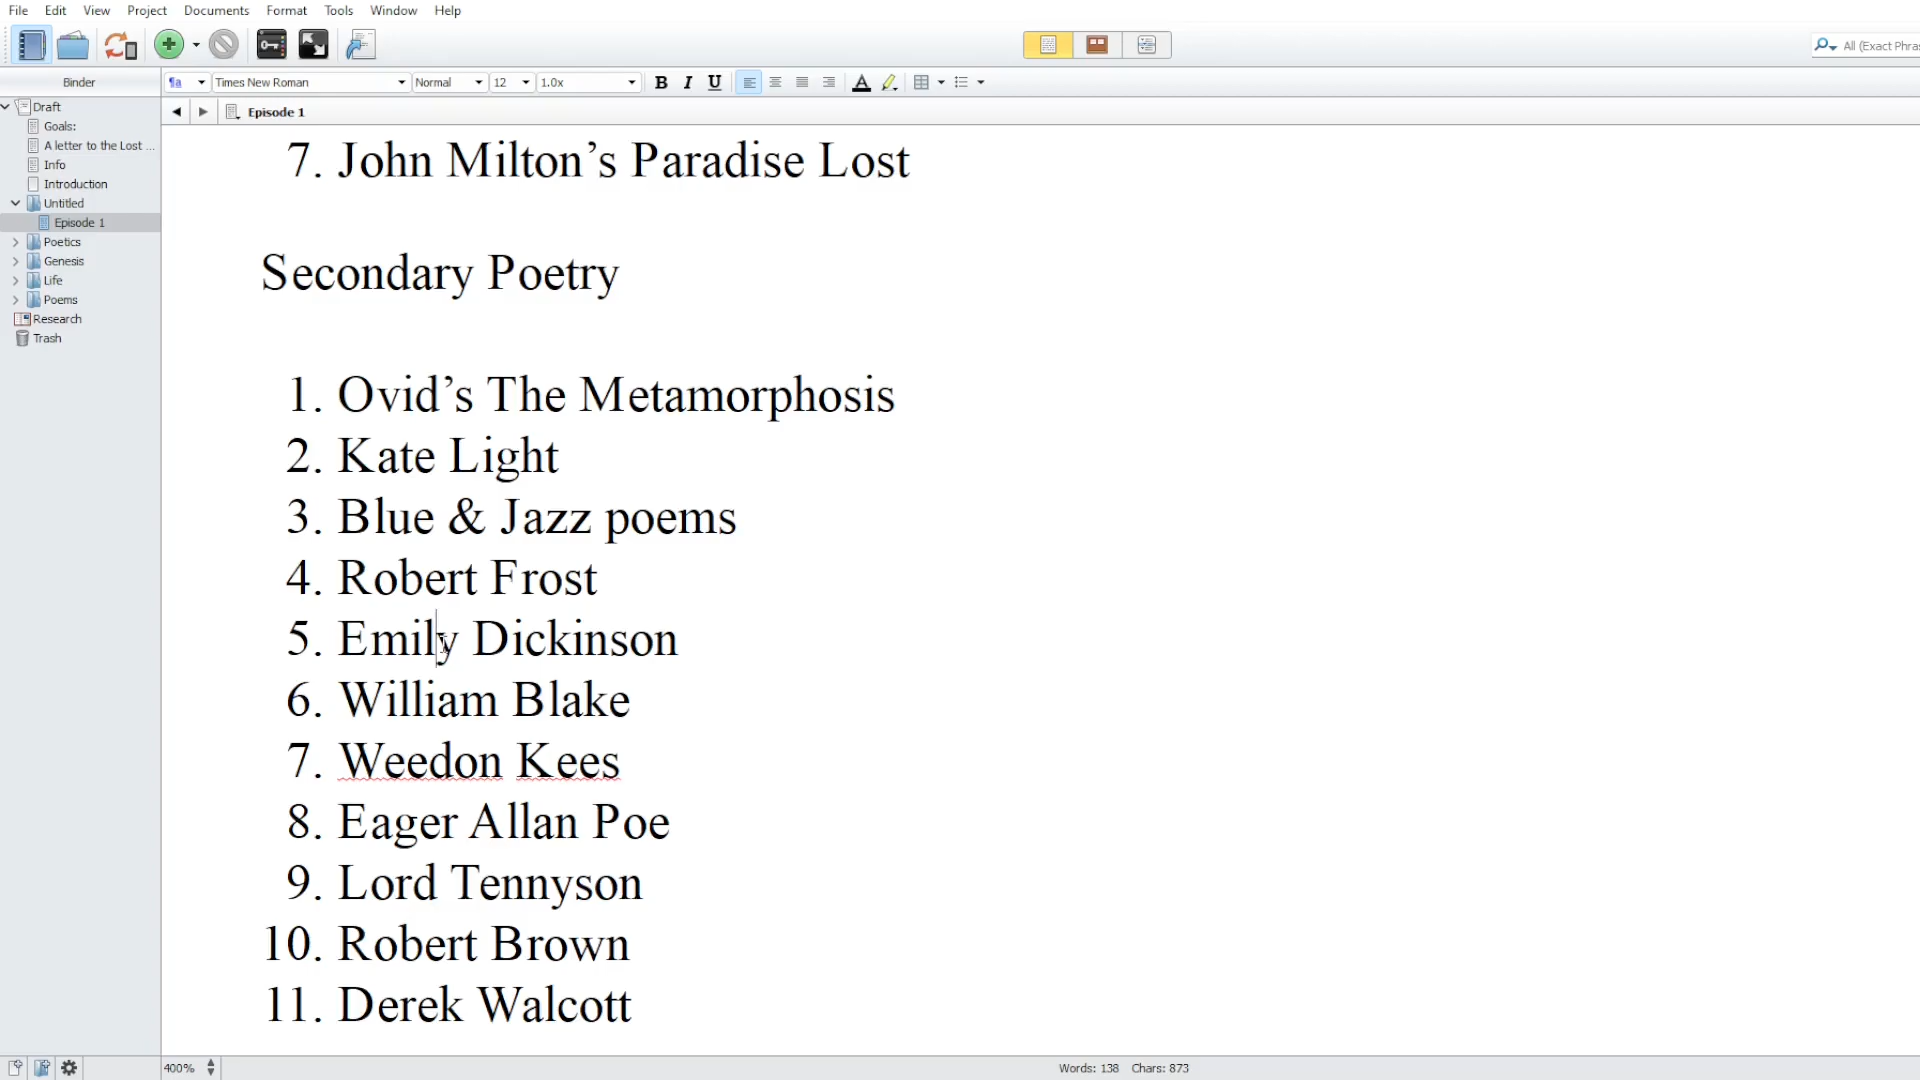 File Edit View Project Documents Format Tools Window Help
All (Exact Phras
Binder
¶a Times New Roman Normal 12 1.0x B I U A
Draft
Episode 1
Goals:
A letter to the Lost ...
Info
Introduction
Untitled
Episode 1
Poetics
Genesis
Life
Poems
Research
Trash
7. John Milton’s Paradise Lost
Secondary Poetry
1. Ovid’s The Metamorphosis
2. Kate Light
3. Blue & Jazz poems
4. Robert Frost
5. Emily Dickinson
6. William Blake
7. Weedon Kees
8. Eager Allan Poe
9. Lord Tennyson
10. Robert Brown
11. Derek Walcott
400% Words: 138 Chars: 873